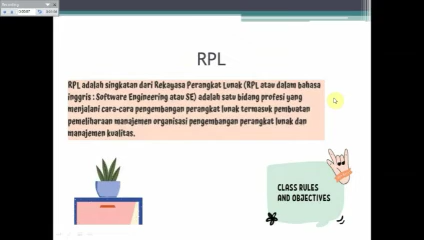 RPL
RPL adalah singkatan dari Rekayasa Perangkat Lunak (RPL atau dalam bahasa
inggris : Software Engineering atau SE) adalah satu bidang profesi yang
menjalani cara-cara pengembangan perangkat lunak termasuk pembuatan
pemeliharaan manajemen organisasi pengembangan perangkat lunak dan
manajemen kualitas.
CLASS RULES
AND OBJECTIVES